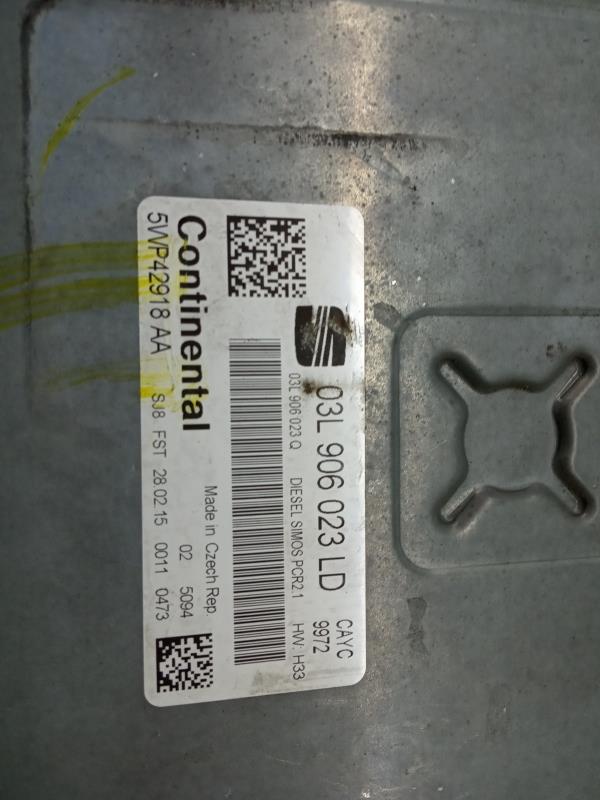 03L 906 023 LD CAYC
9972
03L 906 023 Q DIESEL SIMOS PCR2.1 HW: H33
Continental Made in Czech Rep.
02 5094
5WP42918 AA SJ8. FST 28.02.15 0011 0473